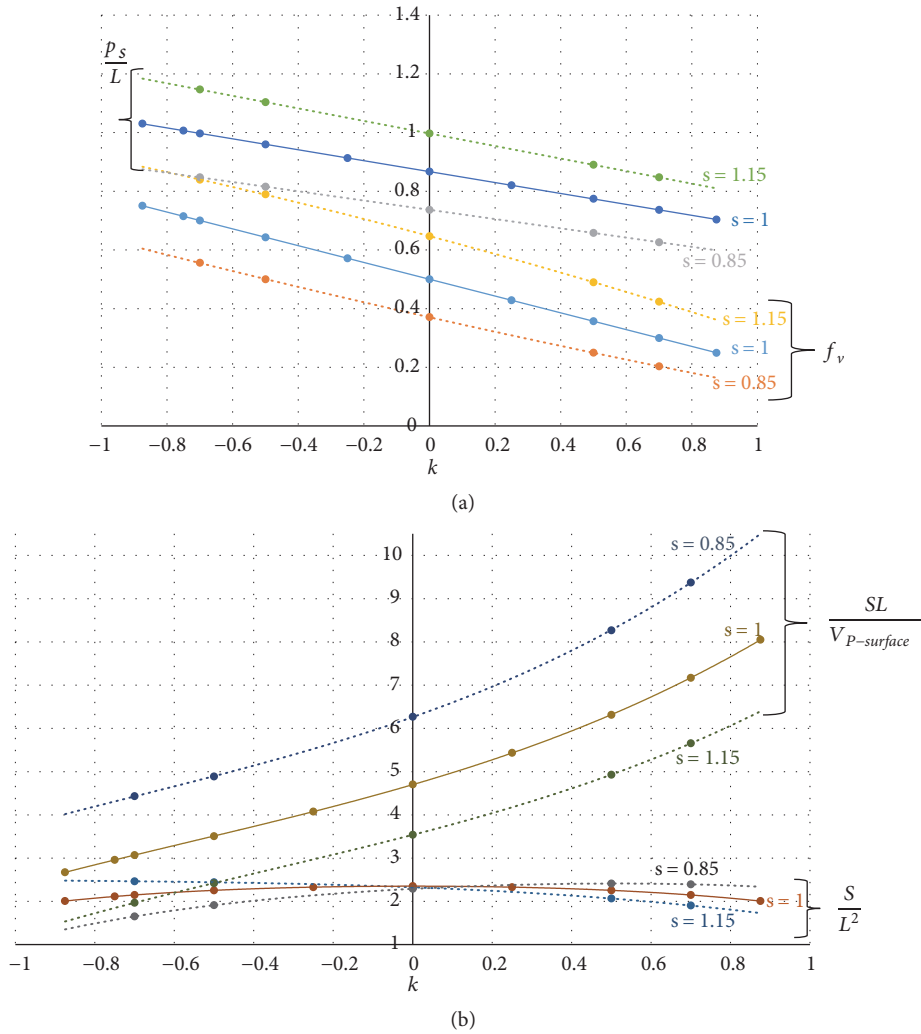 1.4
1.2
1
0.8
0.6
0.4
0.2
0
p_s
L
s = 1.15
s = 1
s = 0.85
s = 1.15
s = 1
s = 0.85
f_v
−1 −0.8 −0.6 −0.4 −0.2 0 0.2 0.4 0.6 0.8 1
k
(a)
10
9
8
7
6
5
4
3
2
1
s = 0.85
s = 1
s = 1.15
SL
V_{P−surface}
s = 0.85
s = 1
s = 1.15
S
L^2
−1 −0.8 −0.6 −0.4 −0.2 0 0.2 0.4 0.6 0.8 1
k
(b)